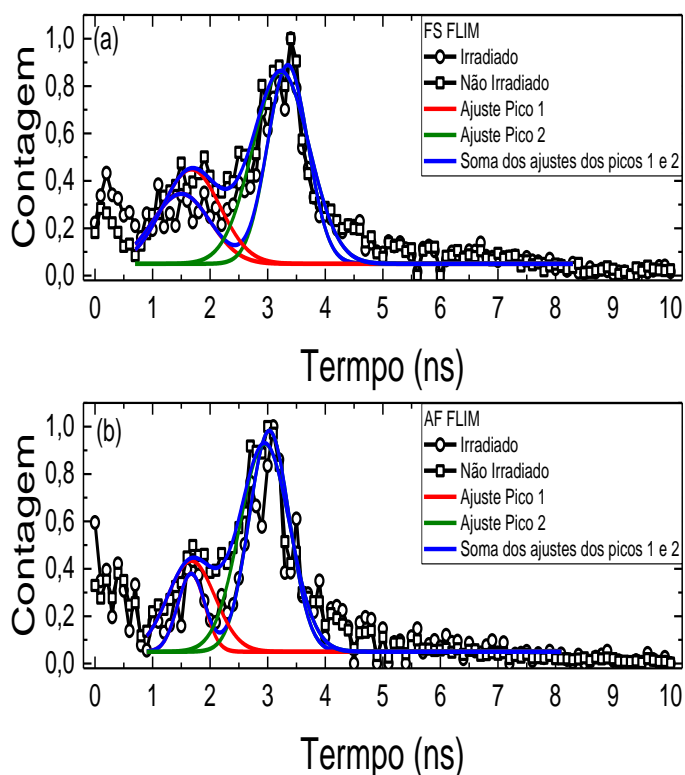 (a)
FS FLIM
Irradiado
Não Irradiado
Ajuste Pico 1
Ajuste Pico 2
Soma dos ajustes dos picos 1 e 2
Contagem
1,0
0,8
0,6
0,4
0,2
0,0
0 1 2 3 4 5 6 7 8 9 10
Termpo (ns)
(b)
AF FLIM
Irradiado
Não Irradiado
Ajuste Pico 1
Ajuste Pico 2
Soma dos ajustes dos picos 1 e 2
Contagem
1,0
0,8
0,6
0,4
0,2
0,0
0 1 2 3 4 5 6 7 8 9 10
Termpo (ns)